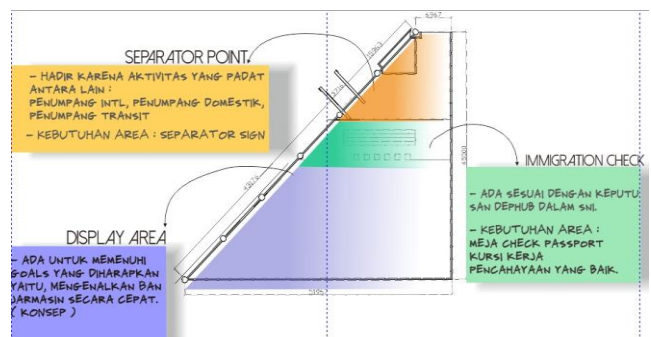 SEPARATOR POINT
- HADIR KARENA AKTIVITAS YANG PADAT
ANTARA LAIN :
PENUMPANG INTL, PENUMPANG DOMESTIK,
PENUMPANG TRANSIT
- KEBUTUHAN AREA : SEPARATOR SIGN
IMMIGRATION CHECK
- ADA SESUAI DENGAN KEPUTU
SAN DEPHUB DALAM SNI.
- KEBUTUHAN AREA :
MEJA CHECK PASSPORT
KURSI KERJA
PENCAHAYAAN YANG BAIK.
DISPLAY AREA
- ADA UNTUK MEMENUHI
GOALS YANG DIHARAPKAN
YAITU, MENGENALKAN BAN
JARMASIN SECARA CEPAT.
( KONSEP )